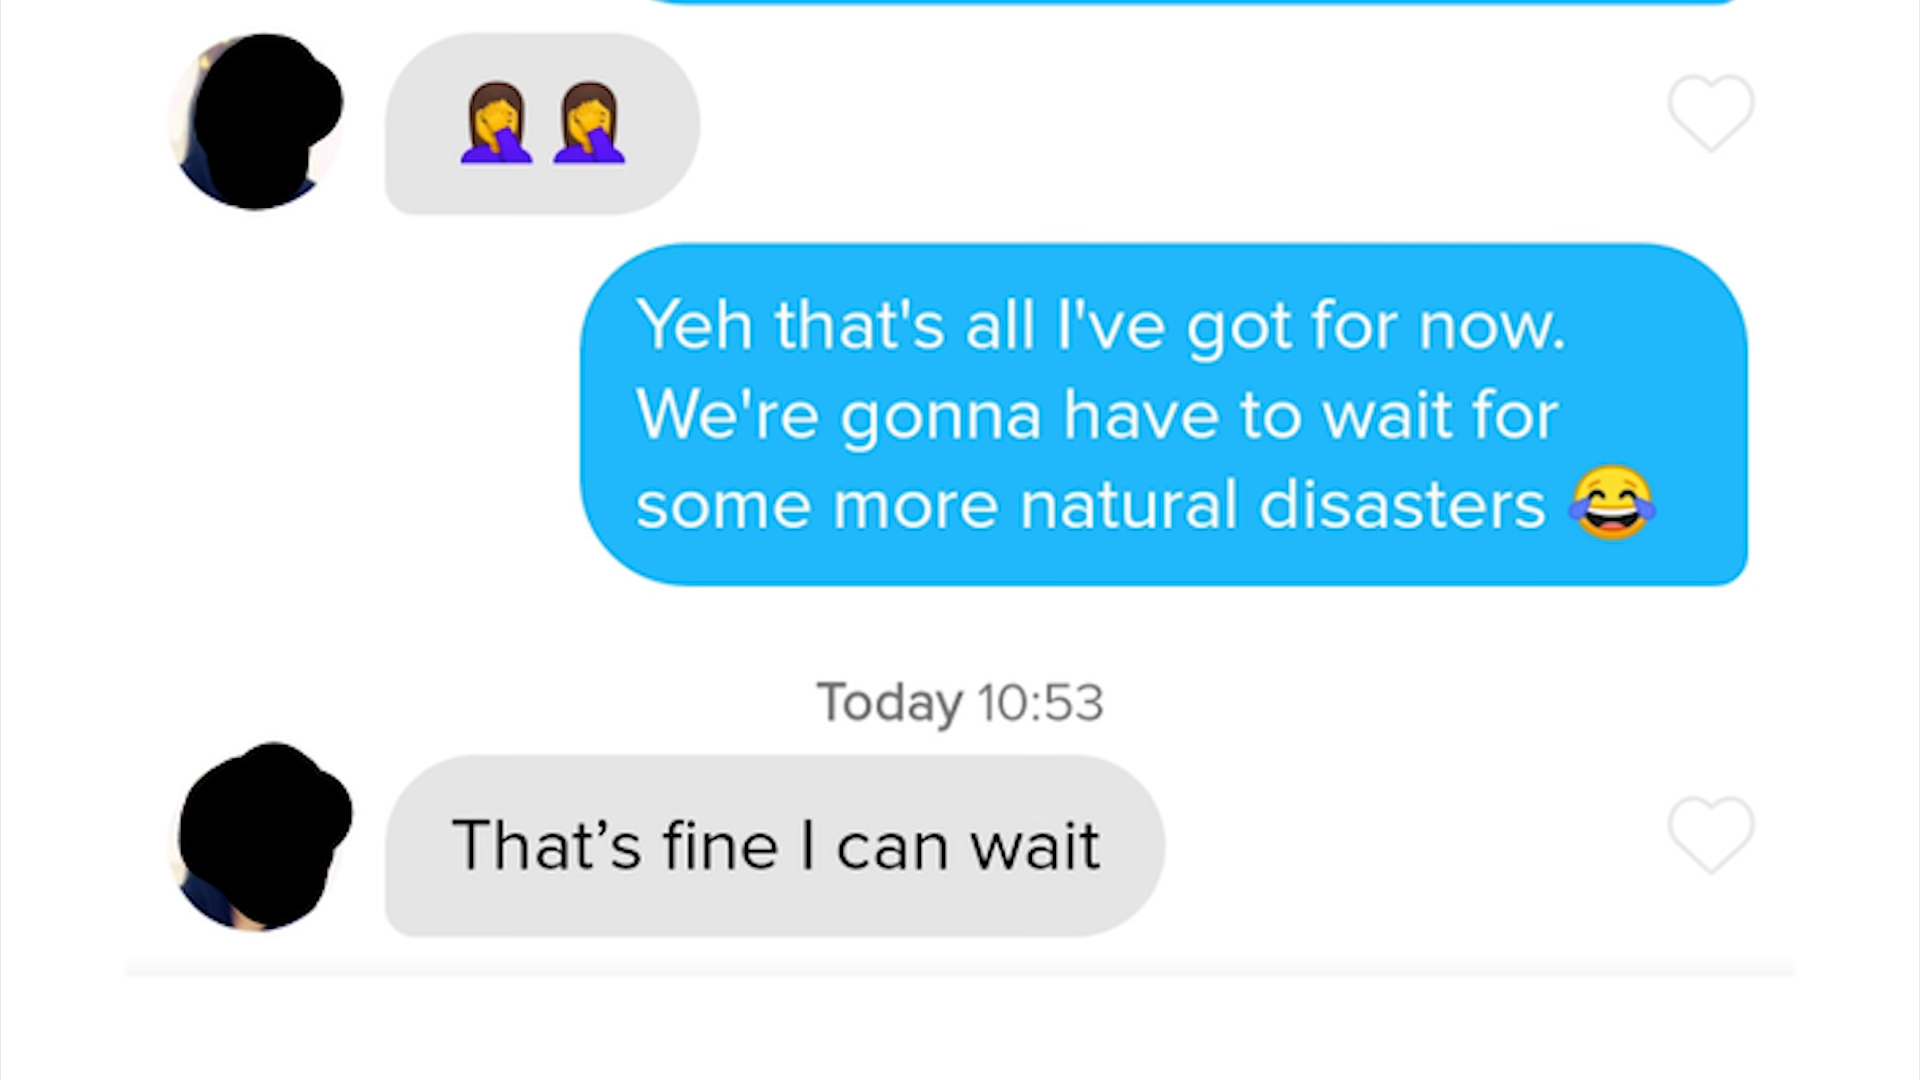 🤦‍♀️🤦‍♀️
Yeh that's all I've got for now.
We're gonna have to wait for
some more natural disasters 😂
Today 10:53
That’s fine I can wait